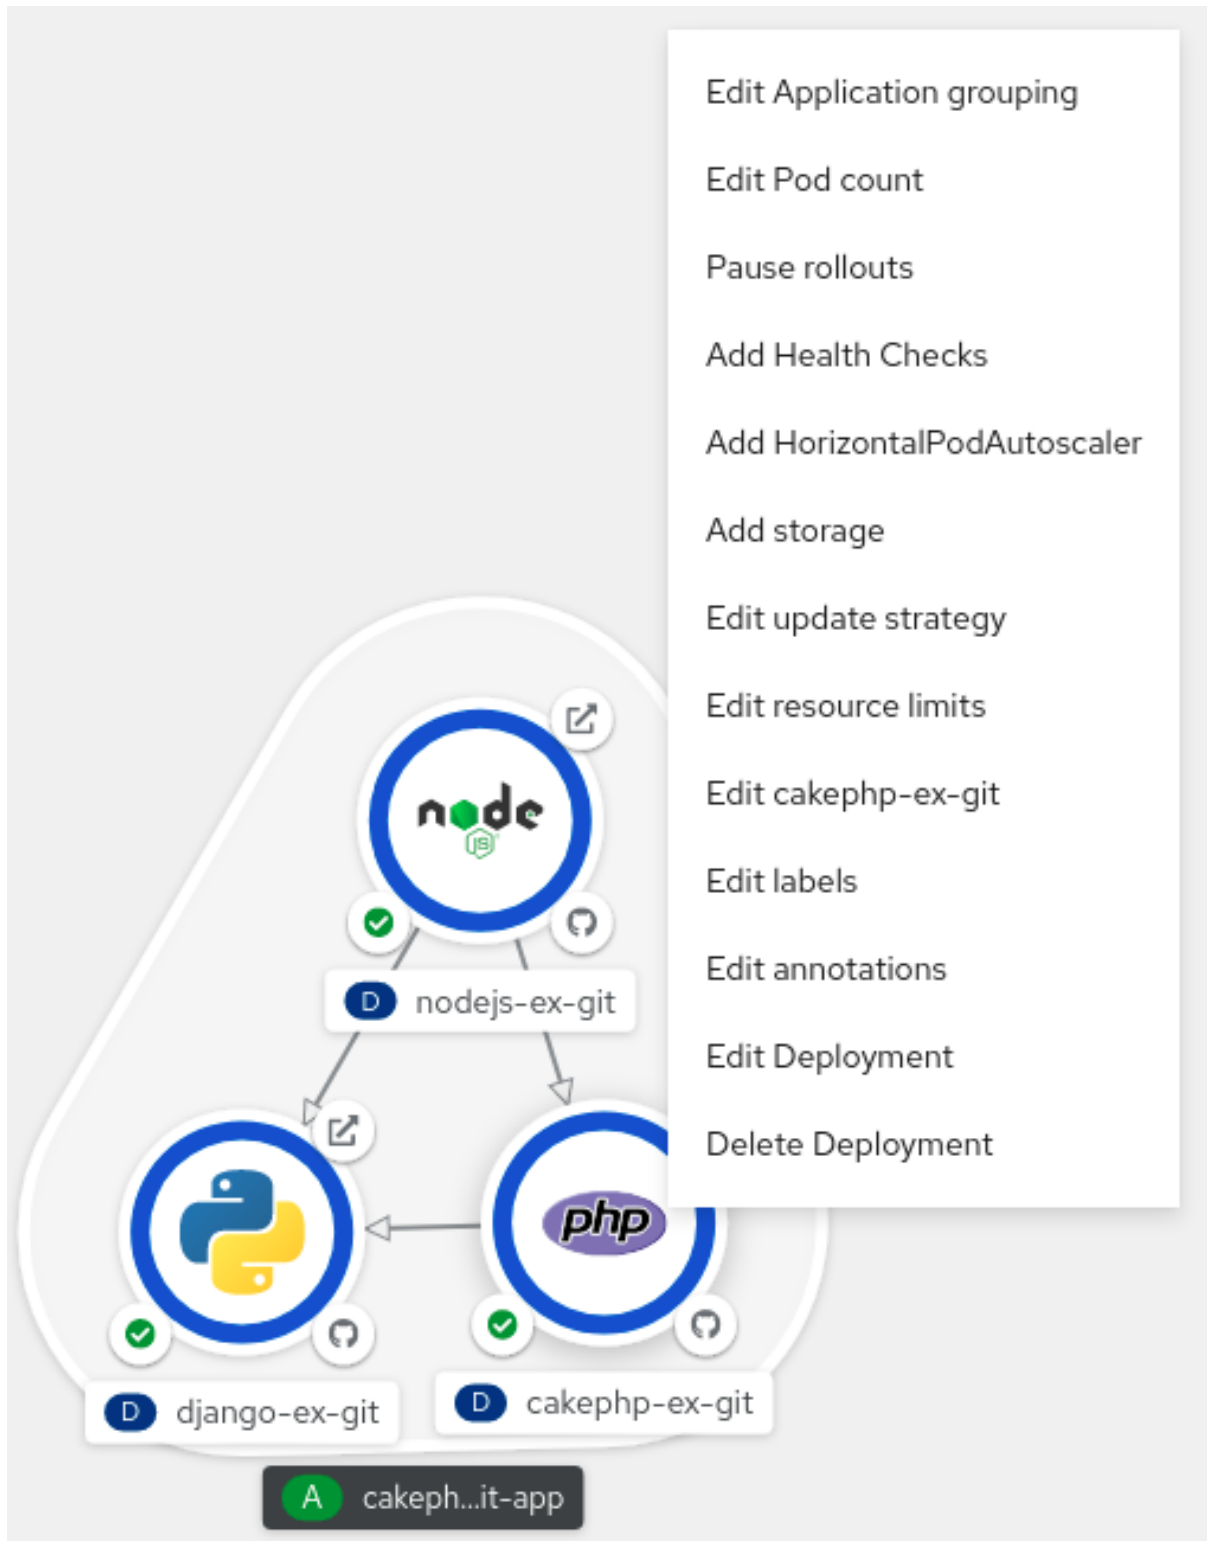 Edit Application grouping
Edit Pod count
Pause rollouts
Add Health Checks
Add HorizontalPodAutoscaler
Add storage
Edit update strategy
Edit resource limits
Edit cakephp-ex-git
Edit labels
Edit annotations
Edit Deployment
Delete Deployment
node
JS
D nodejs-ex-git
php
D django-ex-git
D cakephp-ex-git
A cakeph...it-app